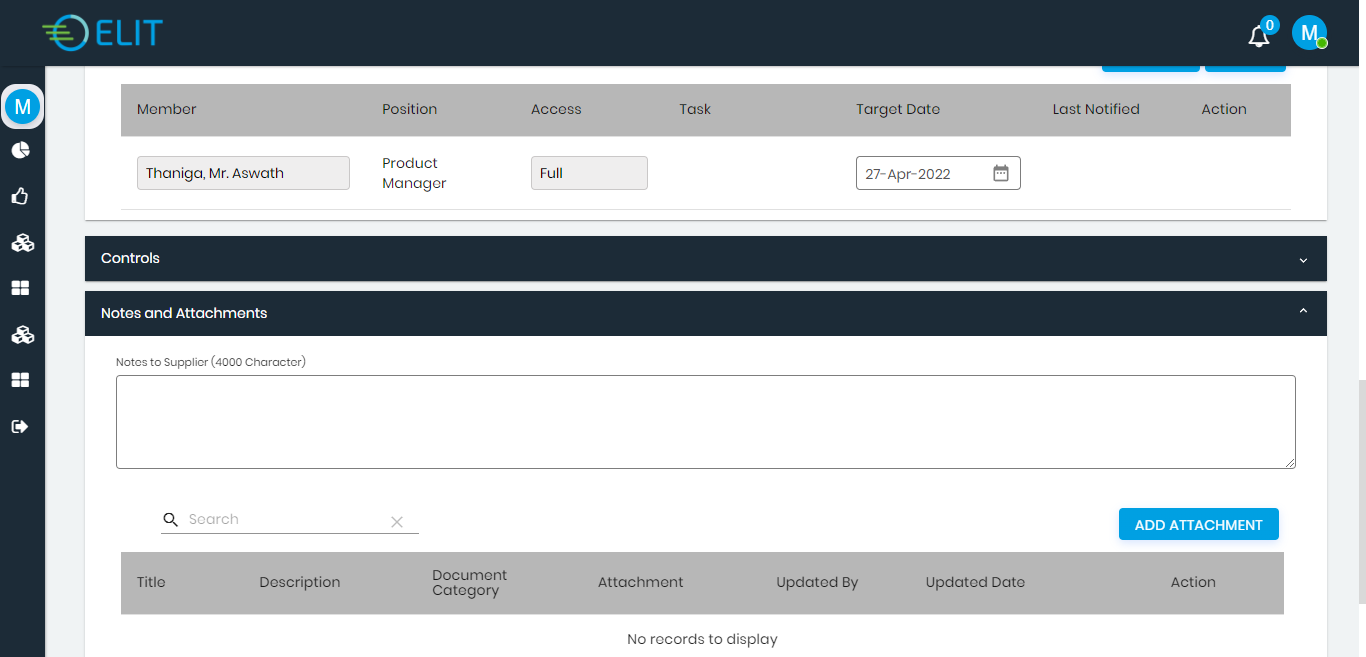 ELIT
0
M
M
Member Position Access Task Target Date Last Notified Action
Thaniga, Mr. Aswath Product Manager Full 27-Apr-2022
Controls
Notes and Attachments
Notes to Supplier (4000 Character)
Search
ADD ATTACHMENT
Title Description Document Category Attachment Updated By Updated Date Action
No records to display